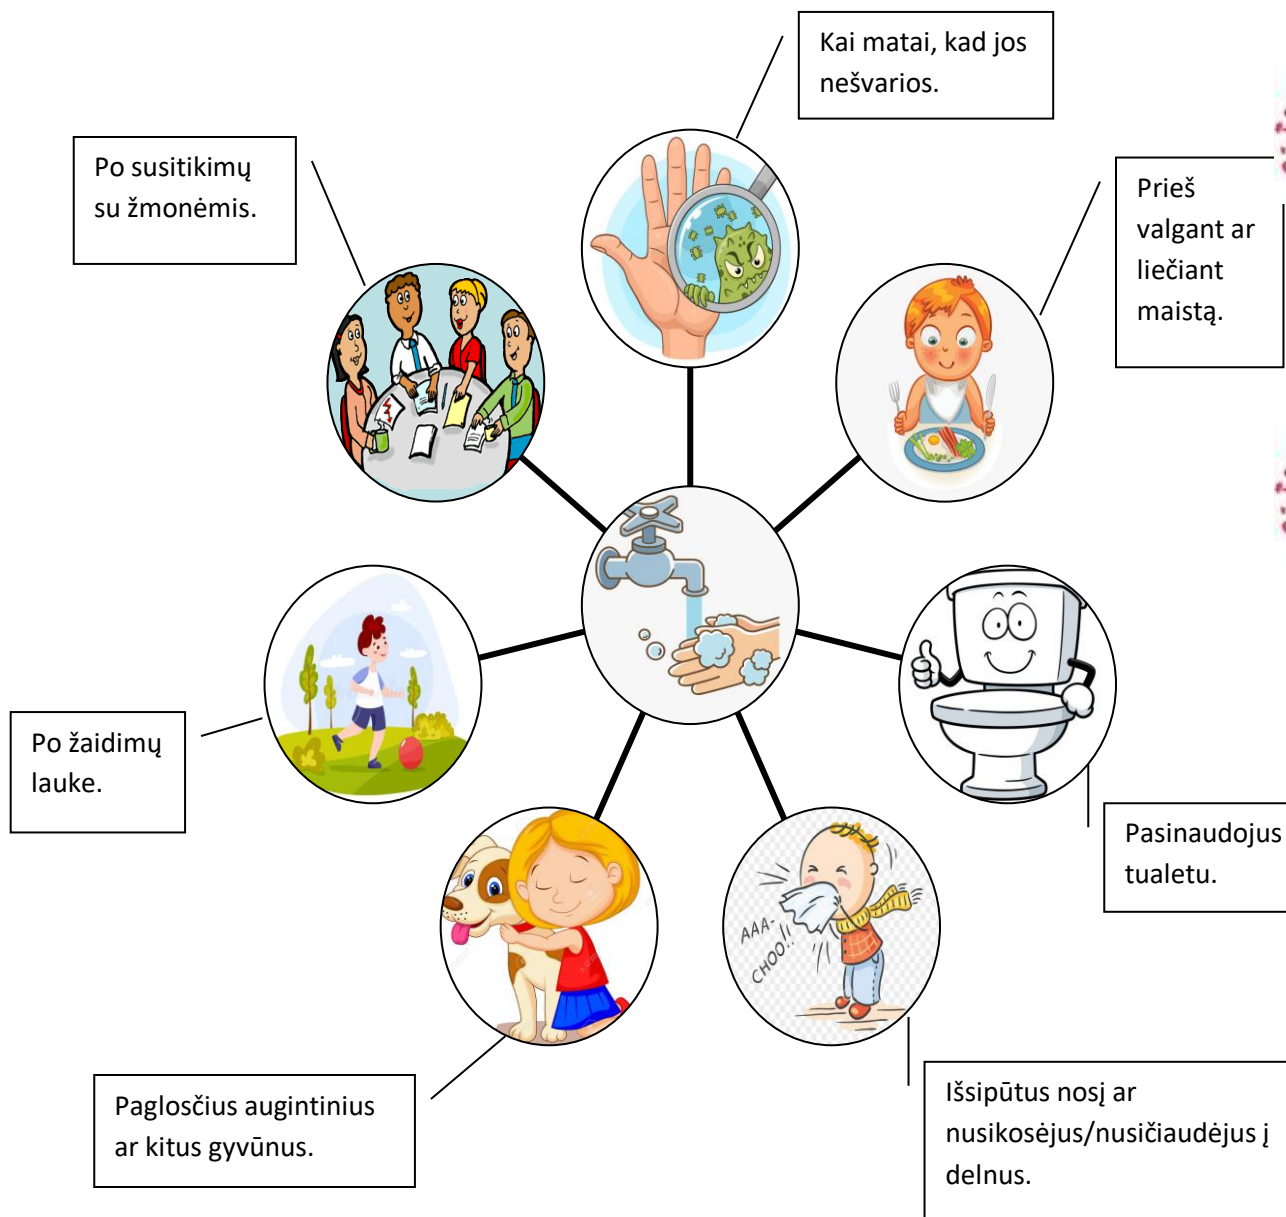 Kai matai, kad jos
nešvarios.
Po susitikimų
su žmonėmis.
Prieš
valgant ar
liečiant
maistą.
Po žaidimų
lauke.
Pasinaudojus
tualetu.
AAA-
CHOO..!!
Paglosčius augintinius
ar kitus gyvūnus.
Išsipūtus nosį ar
nusikosėjus/nusičiaudėjus į
delnus.